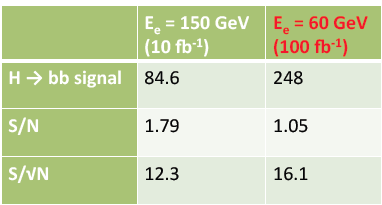 Eₑ = 150 GeV Eₑ = 60 GeV
(10 fb⁻¹) (100 fb⁻¹)
H → bb signal 84.6 248
S/N 1.79 1.05
S/√N 12.3 16.1